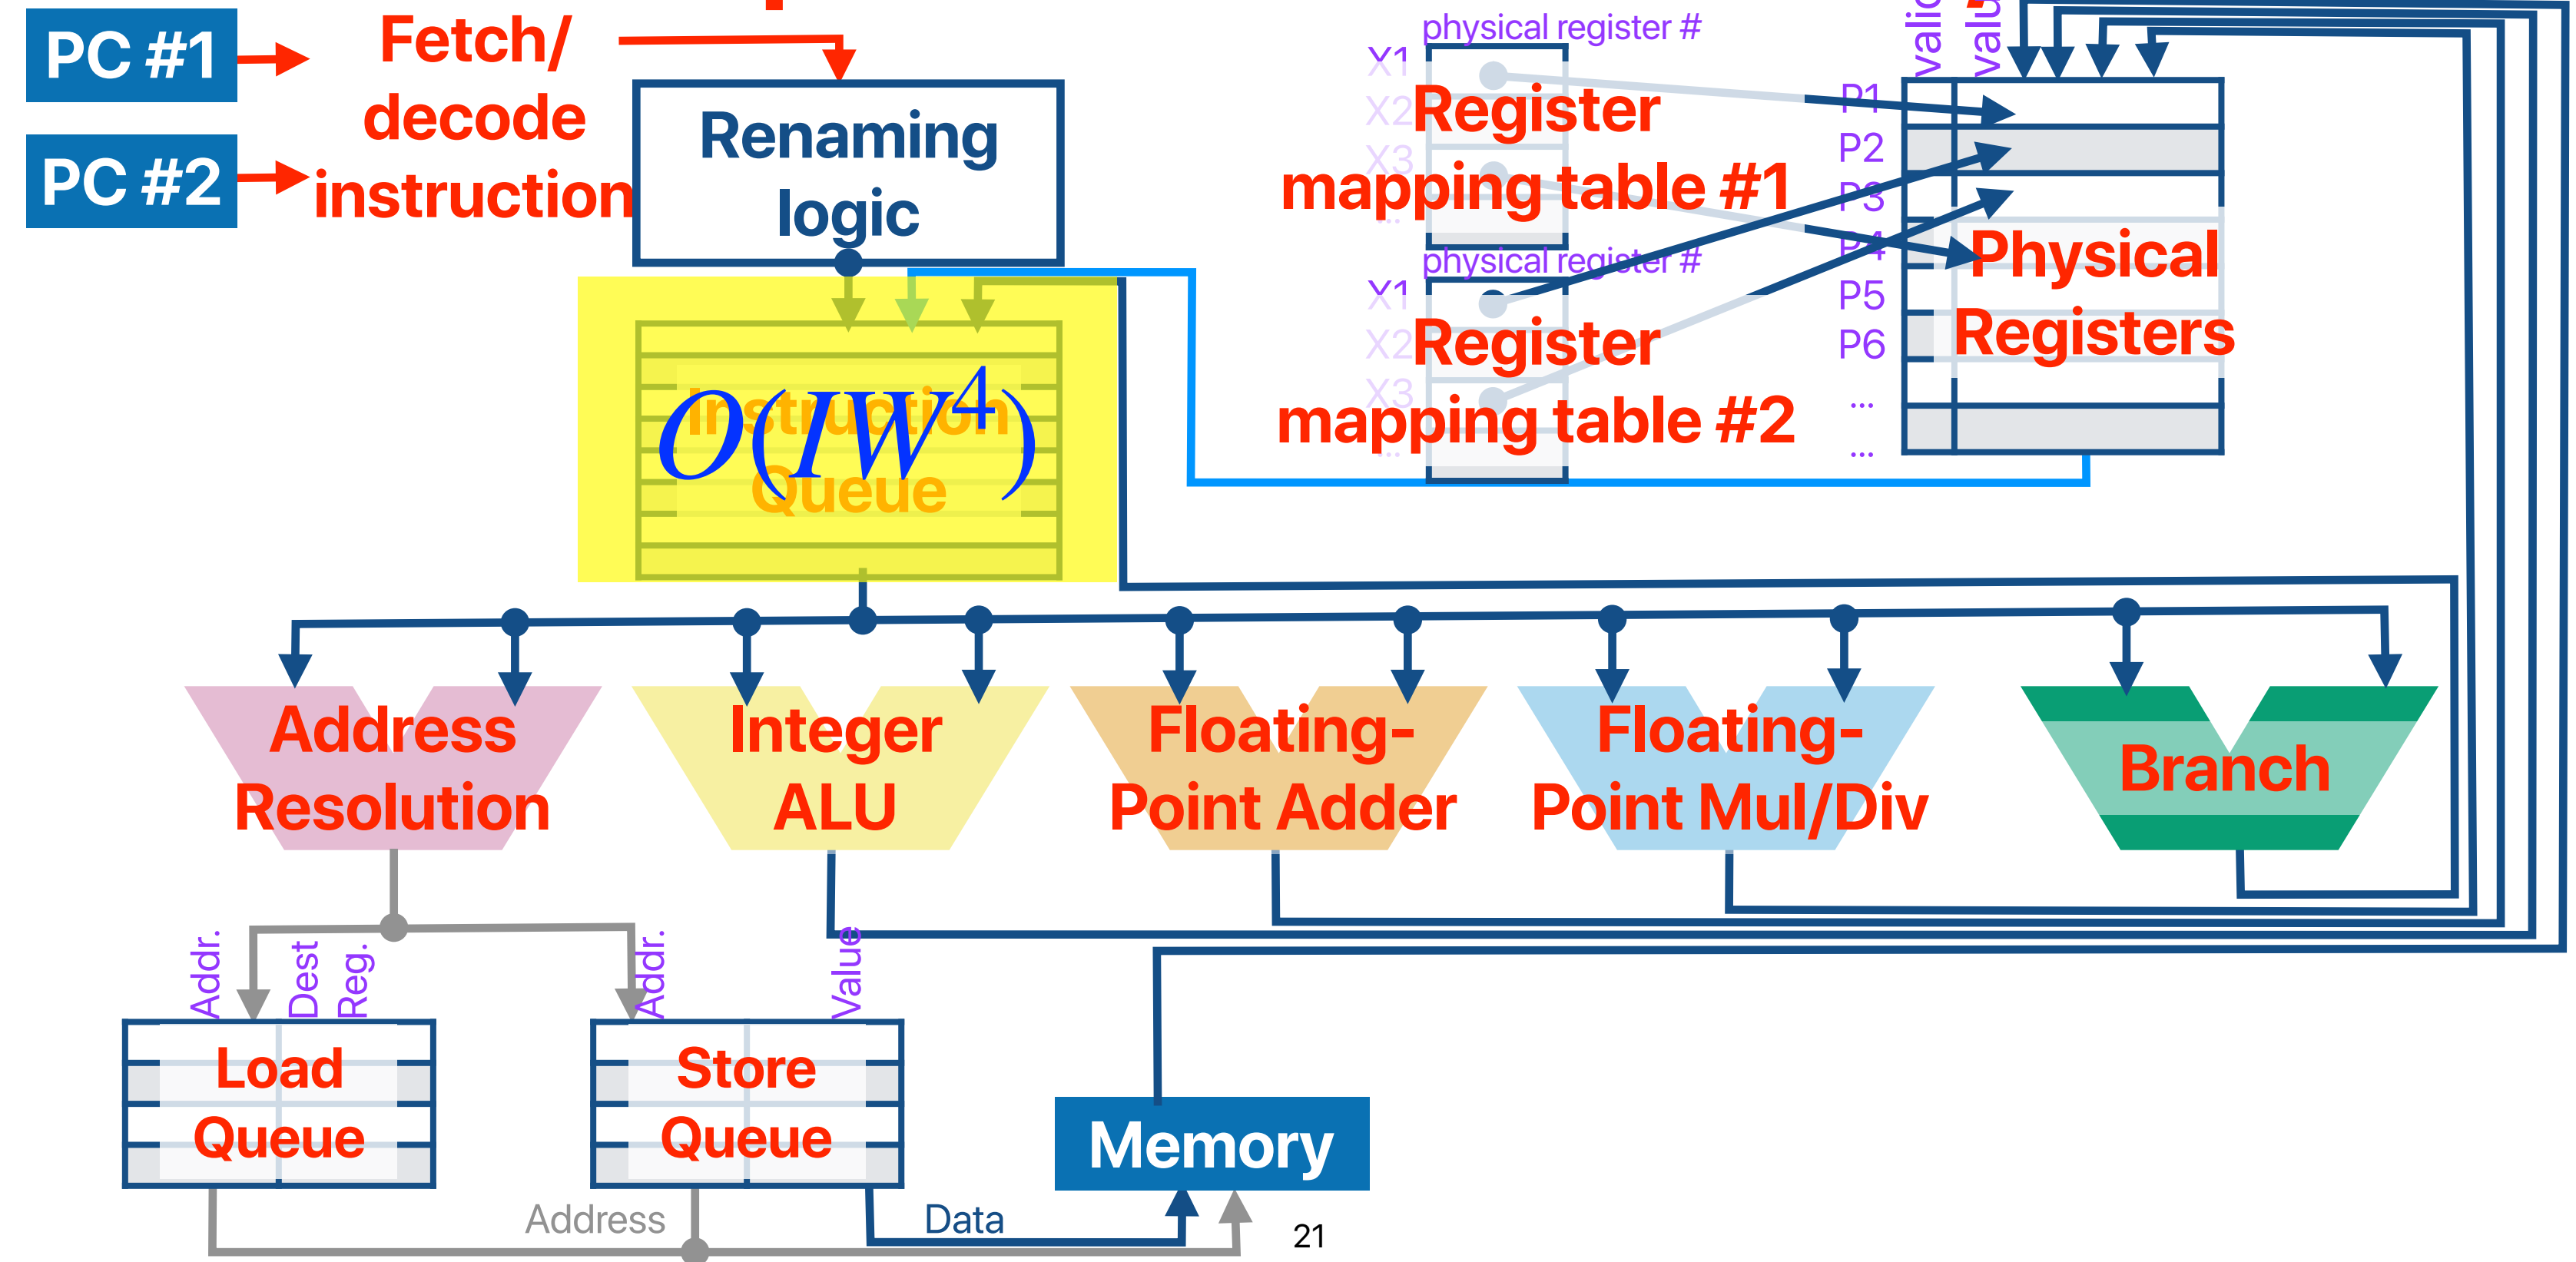 PC #1
PC #2
Fetch/
decode
instruction
Renaming
logic
physical register #
X1
X2
X3
...
Register
mapping table #1
physical register #
X1
X2
X3
...
Register
mapping table #2
P1
P2
P3
P4
P5
P6
...
...
Physical
Registers
Instruction
Queue
O(IW⁴)
Address
Resolution
Integer
ALU
Floating-
Point Adder
Floating-
Point Mul/Div
Branch
Addr.
Dest
Reg.
Addr.
Value
Load
Queue
Store
Queue
Memory
Address
Data
21